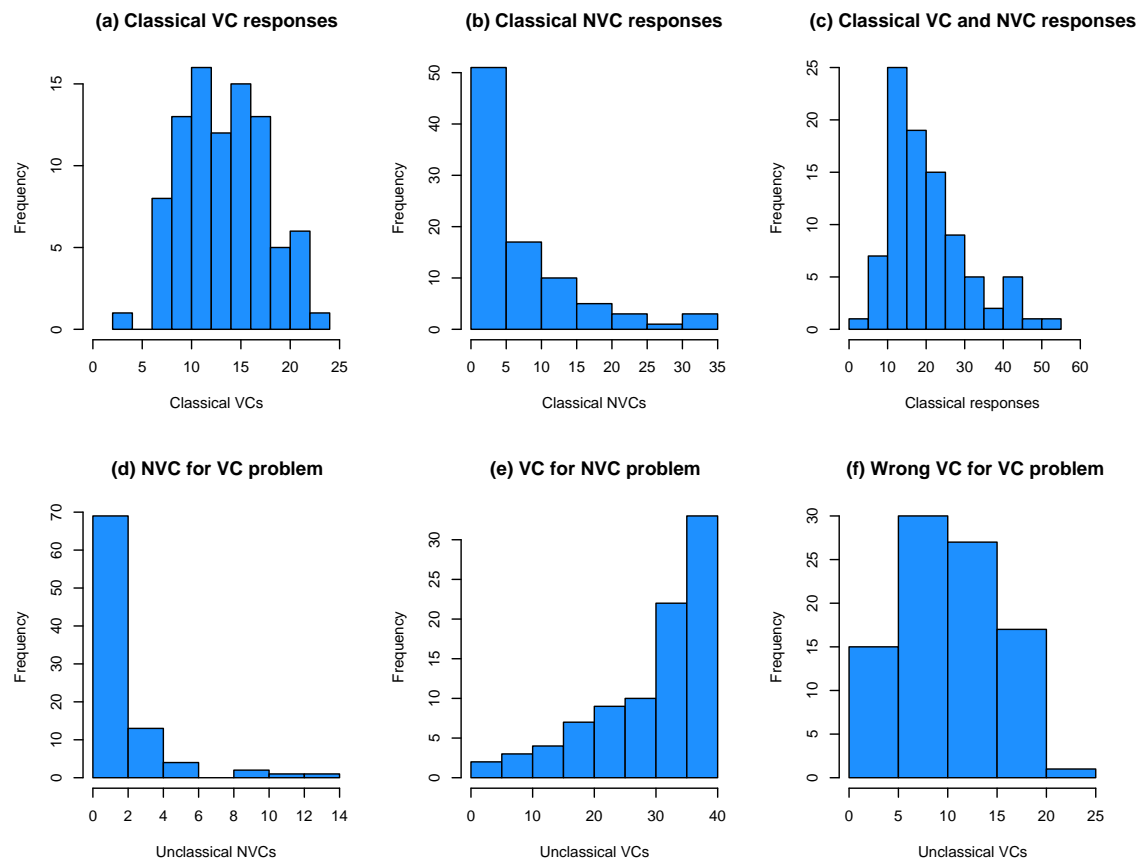 (a) Classical VC responses
Frequency
0 5 10 15
0 5 10 15 20 25
Classical VCs
(b) Classical NVC responses
Frequency
0 10 20 30 40 50
0 5 10 15 20 25 30 35
Classical NVCs
(c) Classical VC and NVC responses
Frequency
0 5 10 15 20 25
0 10 20 30 40 50 60
Classical responses
(d) NVC for VC problem
Frequency
0 10 20 30 40 50 60 70
0 2 4 6 8 10 12 14
Unclassical NVCs
(e) VC for NVC problem
Frequency
0 5 10 15 20 25 30
0 10 20 30 40
Unclassical VCs
(f) Wrong VC for VC problem
Frequency
0 5 10 15 20 25 30
0 5 10 15 20 25
Unclassical VCs